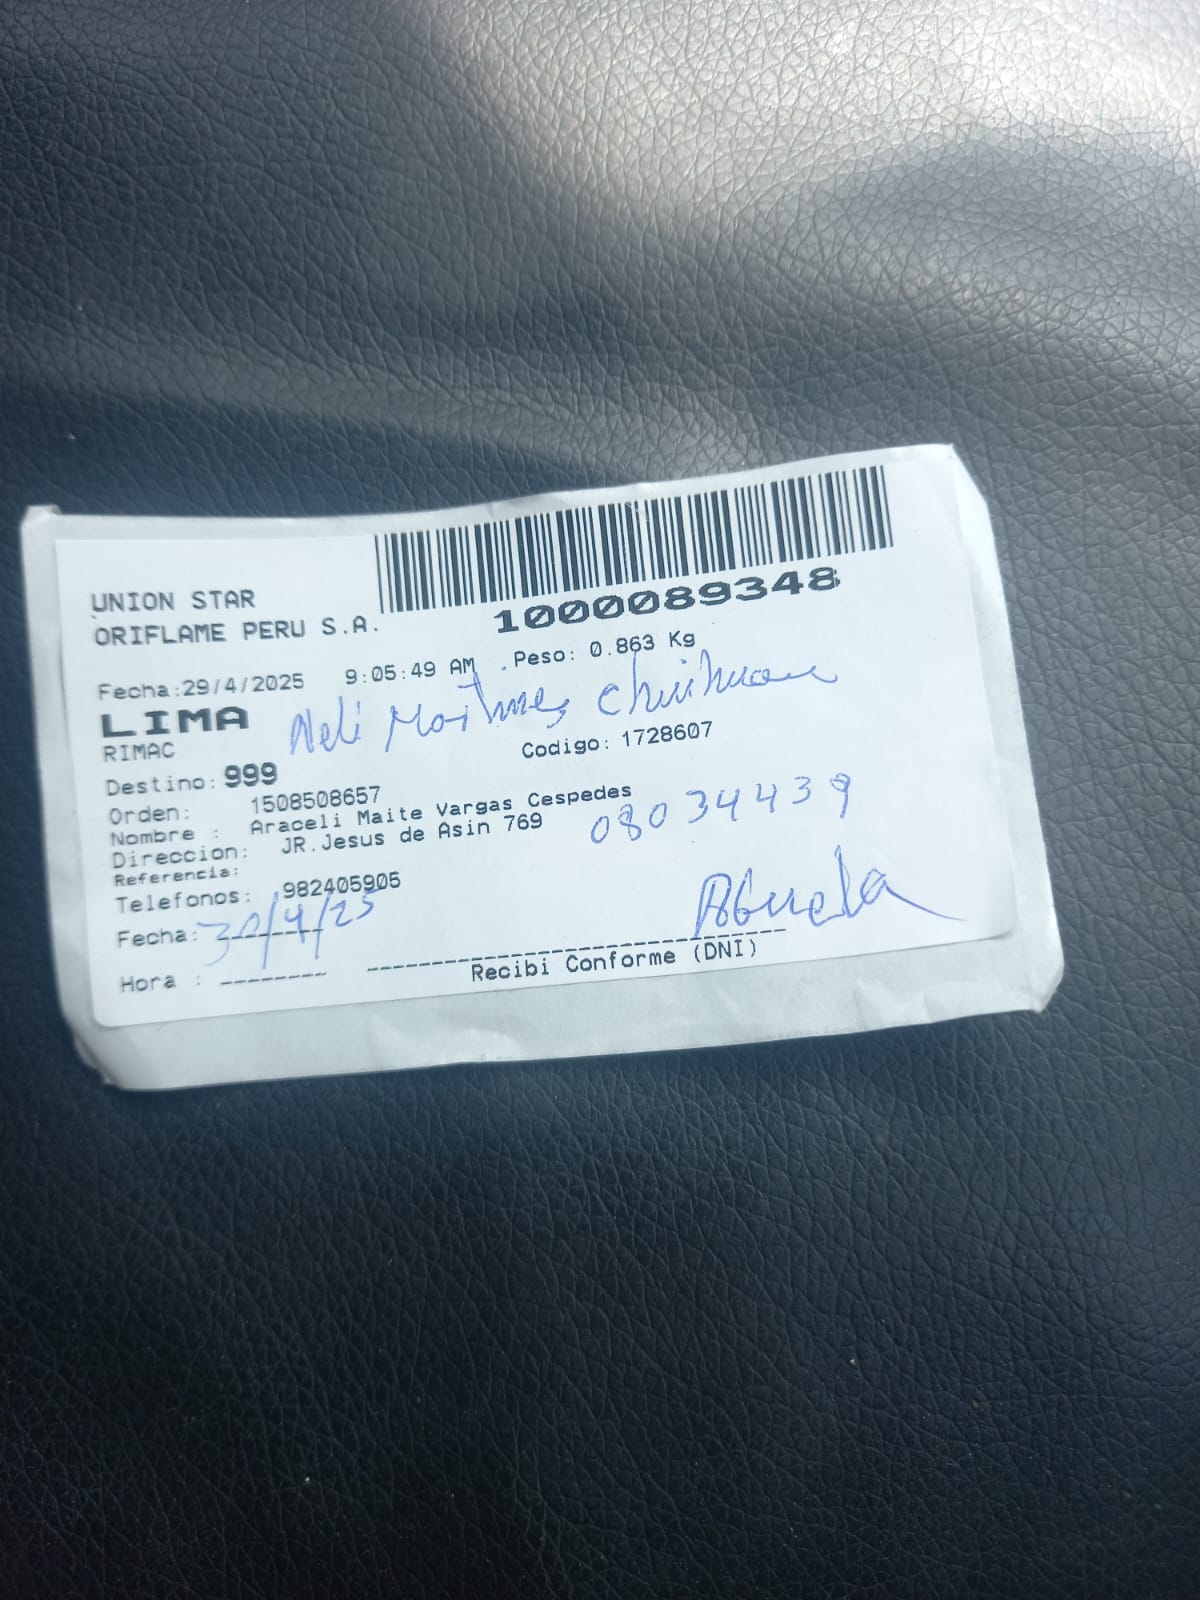 UNION STAR
ORIFLAME PERU S.A.
1000089348
Fecha:29/4/2025 9:05:49 AM .Peso: 0.863 Kg
LIMA
Neli
RIMAC
Codigo: 1728607
Destino: 999
Orden: 1508508657
Nombre : Araceli Maite Vargas Cespedes
Direccion: JR.Jesus de Asin 769
08034439
Referencia:
Telefonos: 982405905
Fecha: 30/4/25
Abuela
Hora : --------
Recibi Conforme (DNI)